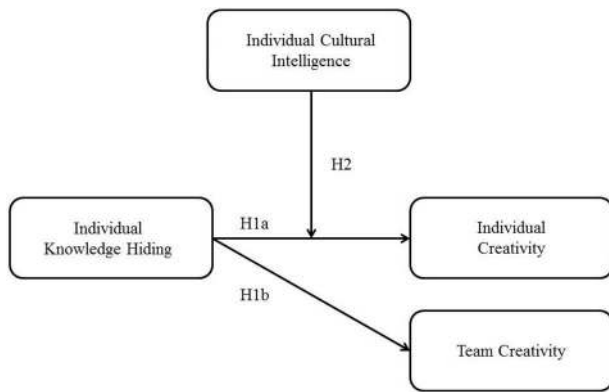 Individual Cultural
Intelligence
H2
Individual
Knowledge Hiding
H1a
Individual
Creativity
H1b
Team Creativity